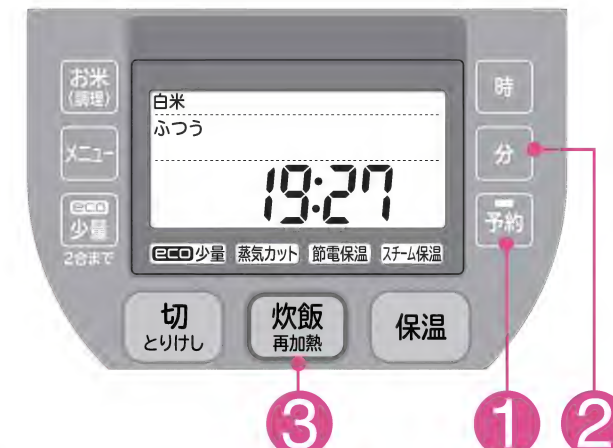 お米
(調理)
メニュー
eco
少量
2合まで
白米
ふつう
19:27
eco少量 蒸気カット 節電保温 スチーム保温
時
分
予約
切
とりけし
炊飯
再加熱
保温
3
1
2